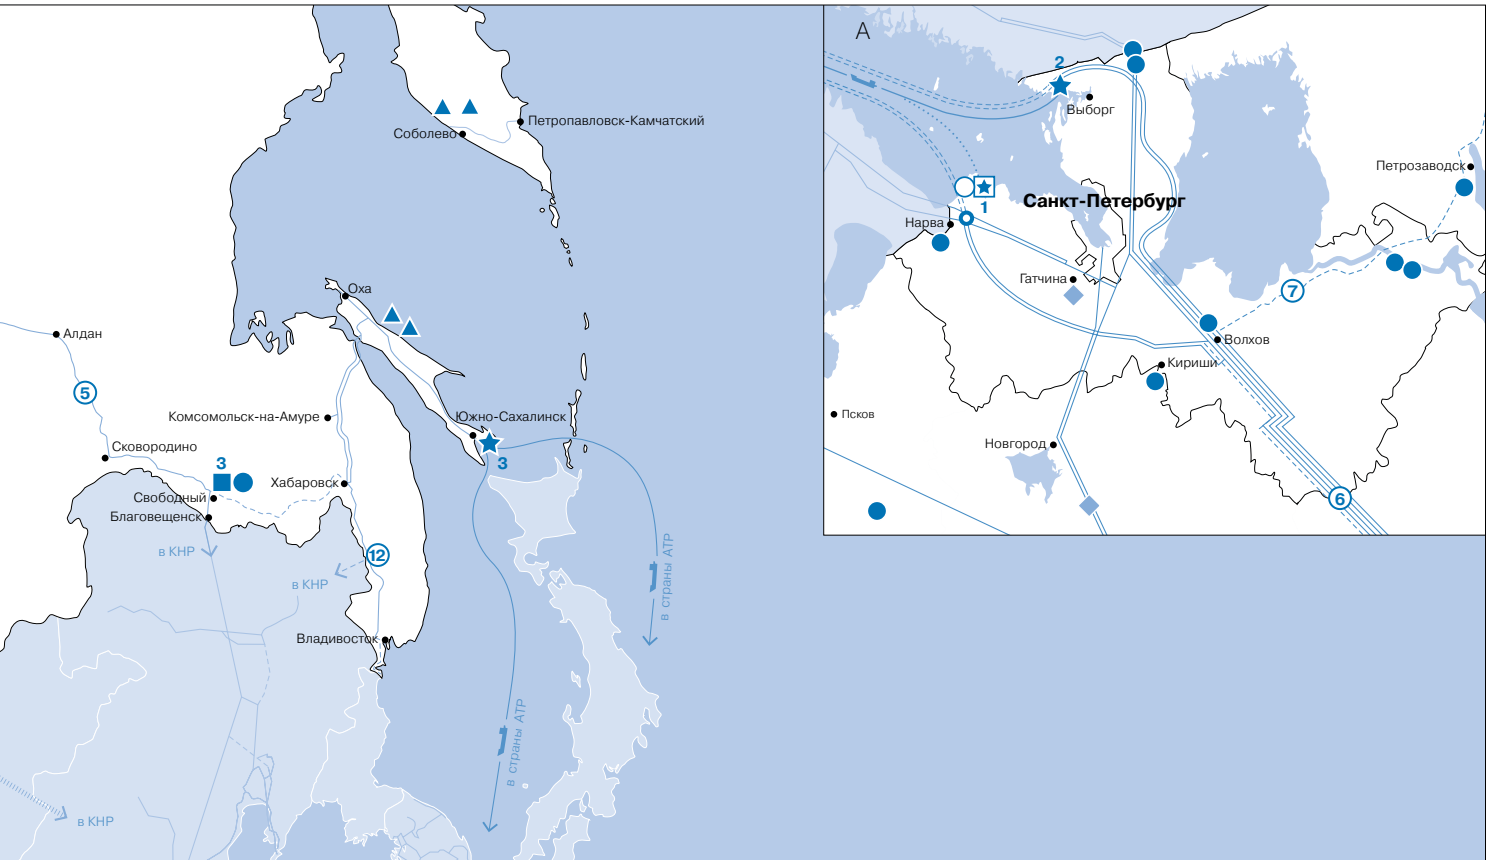 Петропавловск-Камчатский
Соболево
Оха
Алдан
5
Комсомольск-на-Амуре
Южно-Сахалинск
Сковородино
3
3
Хабаровск
Свободный
Благовещенск
в КНР
12
в КНР
Владивосток
в страны АТР
в страны АТР
в КНР
А
2
Выборг
Петрозаводск
1
Санкт-Петербург
Нарва
Гатчина
7
Волхов
Кириши
Псков
Новгород
6